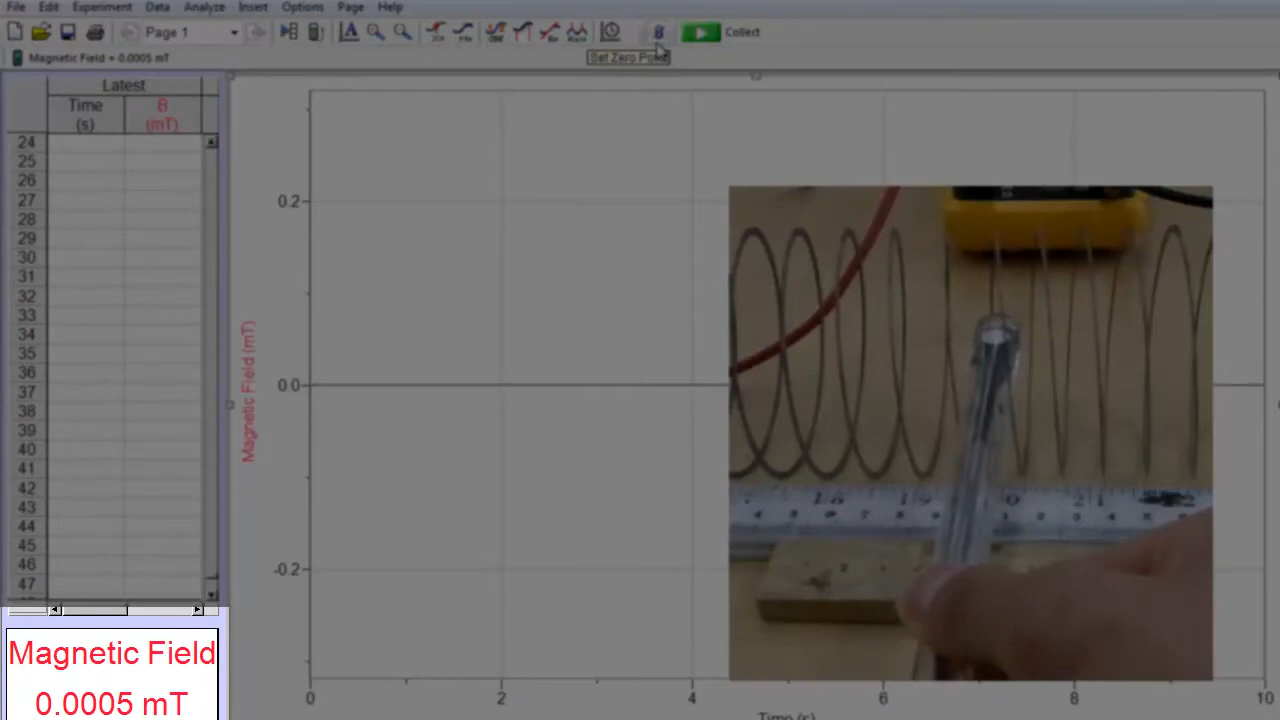 File Edit Experiment Data Analyze Insert Options Page Help
Page 1
Collect
Magnetic Field = 0.0005 mT
Set Zero Point
Latest
Time B
(s) (mT)
24
25
26
27
28
29
30
31
32
33
34
35
36
37
38
39
40
41
42
43
44
45
46
47
Magnetic Field
0.0005 mT
Magnetic Field (mT)
0.2
0.0
-0.2
0 2 4 6 8 10
Time (s)